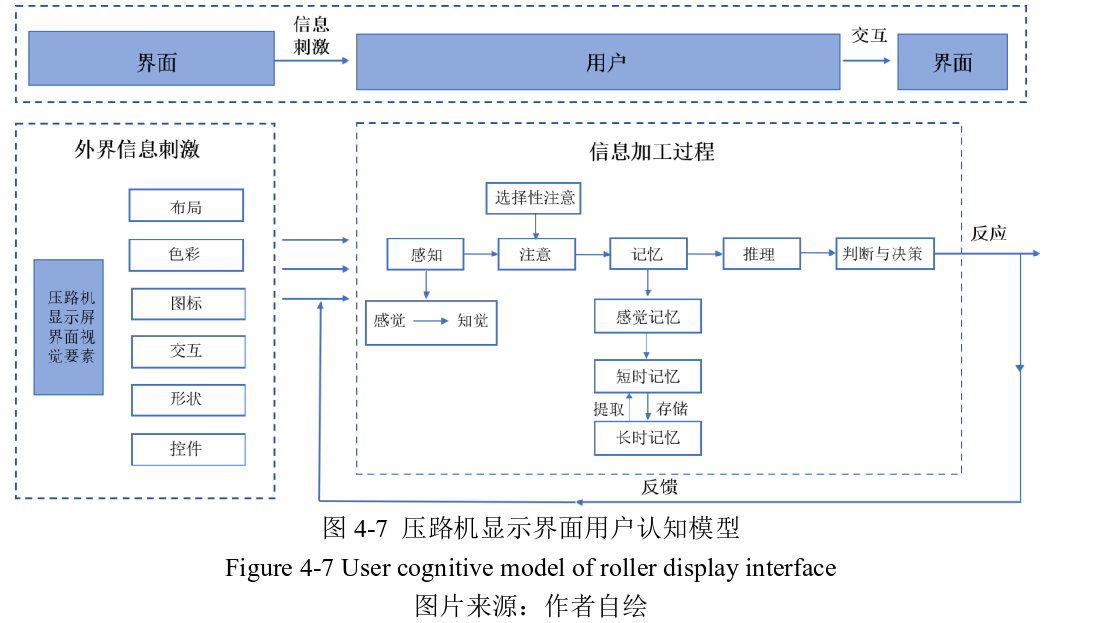 信息
刺激
交互
界面
用户
界面
外界信息刺激
信息加工过程
布局
色彩
图标
交互
形状
控件
压路机
显示屏
界面视
觉要素
选择性注意
感知
注意
记忆
推理
判断与决策
反应
感觉
知觉
感觉记忆
短时记忆
提取
存储
长时记忆
反馈
图 4-7 压路机显示界面用户认知模型
Figure 4-7 User cognitive model of roller display interface
图片来源：作者自绘